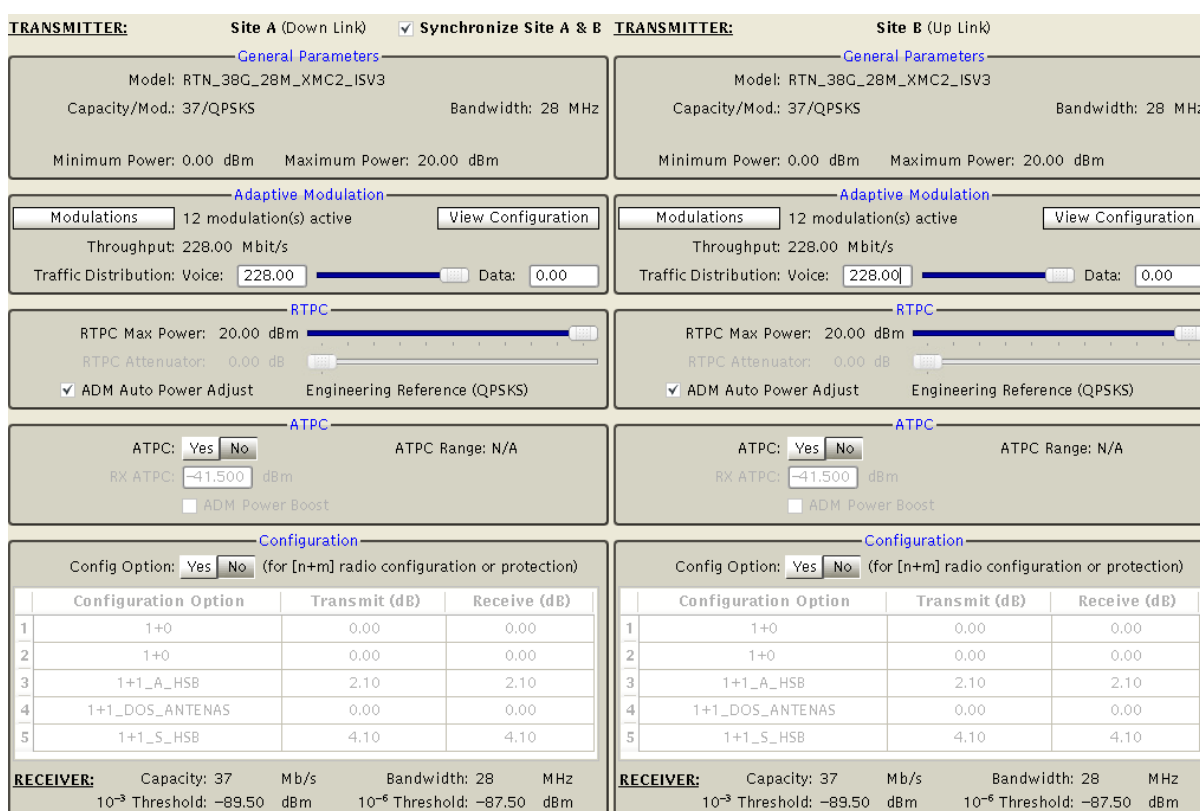 TRANSMITTER: Site A (Down Link) Synchronize Site A & B
General Parameters
Model: RTN_38G_28M_XMC2_ISV3
Capacity/Mod.: 37/QPSKS Bandwidth: 28 MHz
Minimum Power: 0.00 dBm Maximum Power: 20.00 dBm
Adaptive Modulation
Modulations 12 modulation(s) active View Configuration
Throughput: 228.00 Mbit/s
Traffic Distribution: Voice: 228.00 Data: 0.00
RTPC
RTPC Max Power: 20.00 dBm
RTPC Attenuator: 0.00 dB
ADM Auto Power Adjust Engineering Reference (QPSKS)
ATPC
ATPC: Yes No ATPC Range: N/A
RX ATPC: -41.500 dBm
ADM Power Boost
Configuration
Config Option: Yes No (for [n+m] radio configuration or protection)
Configuration Option Transmit (dB) Receive (dB)
1 1+0 0.00 0.00
2 1+0 0.00 0.00
3 1+1_A_HSB 2.10 2.10
4 1+1_DOS_ANTENAS 0.00 0.00
5 1+1_S_HSB 4.10 4.10
RECEIVER: Capacity: 37 Mb/s Bandwidth: 28 MHz
10⁻³ Threshold: -89.50 dBm 10⁻⁶ Threshold: -87.50 dBm
TRANSMITTER: Site B (Up Link)
General Parameters
Model: RTN_38G_28M_XMC2_ISV3
Capacity/Mod.: 37/QPSKS Bandwidth: 28 MHz
Minimum Power: 0.00 dBm Maximum Power: 20.00 dBm
Adaptive Modulation
Modulations 12 modulation(s) active View Configuration
Throughput: 228.00 Mbit/s
Traffic Distribution: Voice: 228.00 Data: 0.00
RTPC
RTPC Max Power: 20.00 dBm
RTPC Attenuator: 0.00 dB
ADM Auto Power Adjust Engineering Reference (QPSKS)
ATPC
ATPC: Yes No ATPC Range: N/A
RX ATPC: -41.500 dBm
ADM Power Boost
Configuration
Config Option: Yes No (for [n+m] radio configuration or protection)
Configuration Option Transmit (dB) Receive (dB)
1 1+0 0.00 0.00
2 1+0 0.00 0.00
3 1+1_A_HSB 2.10 2.10
4 1+1_DOS_ANTENAS 0.00 0.00
5 1+1_S_HSB 4.10 4.10
RECEIVER: Capacity: 37 Mb/s Bandwidth: 28 MHz
10⁻³ Threshold: -89.50 dBm 10⁻⁶ Threshold: -87.50 dBm